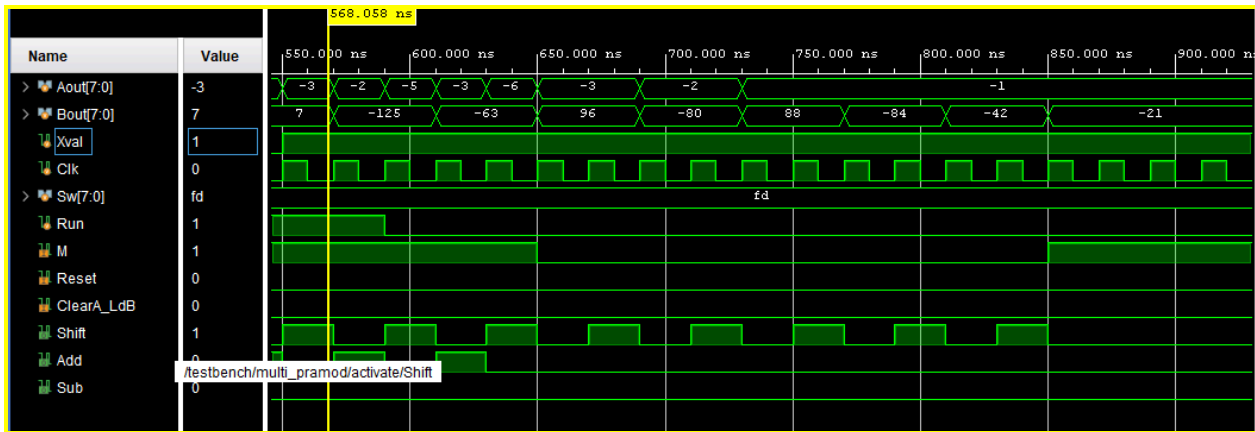 568.058 ns
Name Value 550.000 ns 600.000 ns 650.000 ns 700.000 ns 750.000 ns 800.000 ns 850.000 ns 900.000 n
> Aout[7:0] -3 -3 -2 -5 -3 -6 -3 -2 -1
> Bout[7:0] 7 7 -125 -63 96 -80 88 -84 -42 -21
Xval 1
Clk 0
> Sw[7:0] fd fd
Run 1
M 1
Reset 0
ClearA_LdB 0
Shift 1
Add
/testbench/multi_pramod/activate/Shift
Sub 0